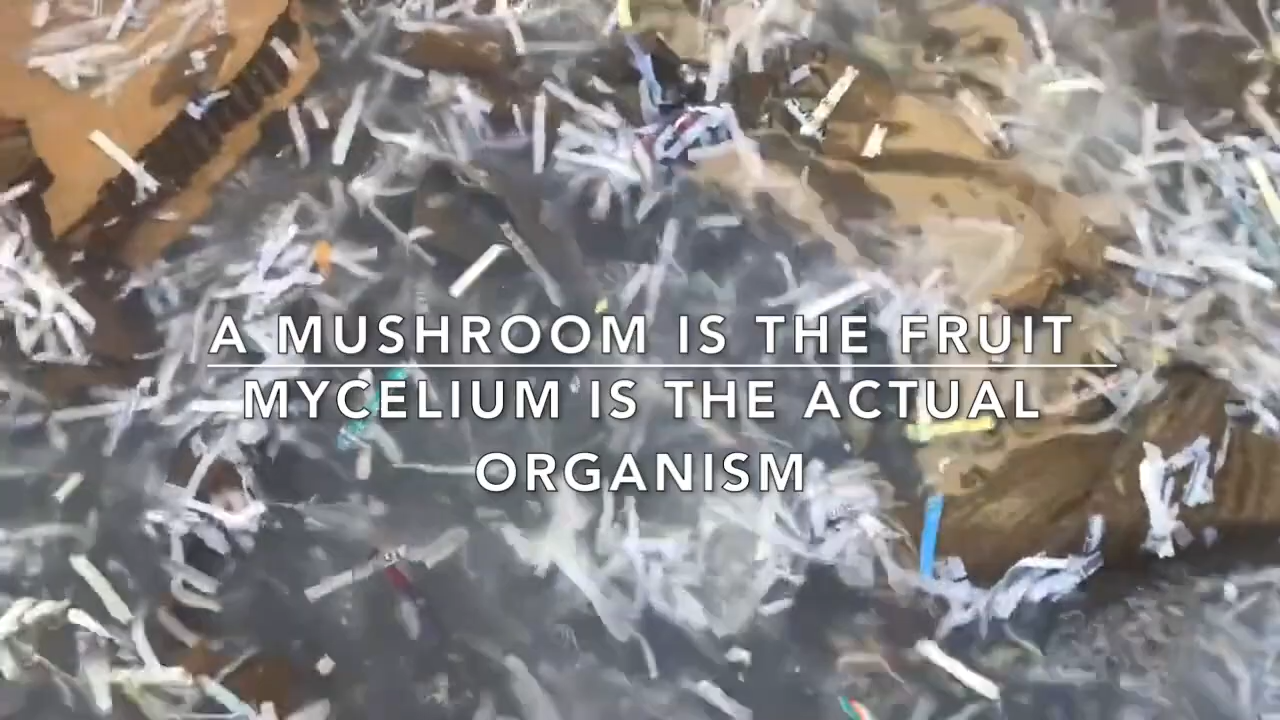 A MUSHROOM IS THE FRUIT
MYCELIUM IS THE ACTUAL
ORGANISM